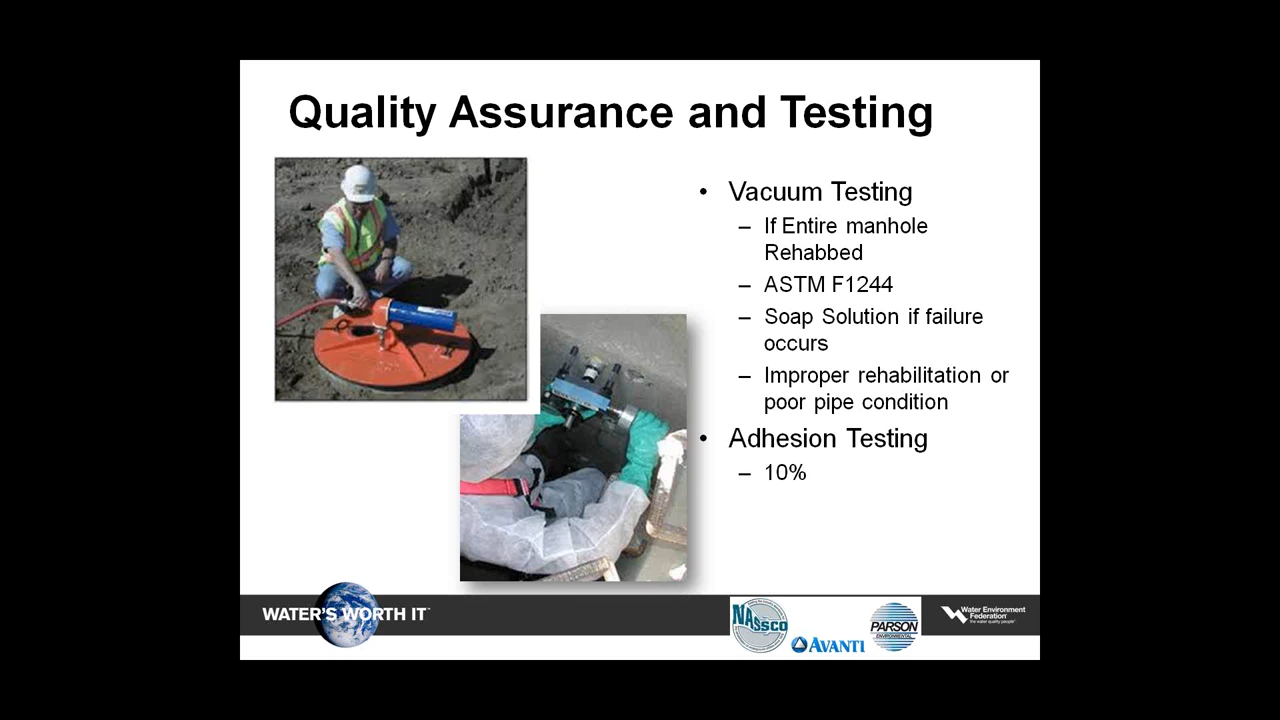 Quality Assurance and Testing
• Vacuum Testing
– If Entire manhole
Rehabbed
– ASTM F1244
– Soap Solution if failure
occurs
– Improper rehabilitation or
poor pipe condition
• Adhesion Testing
– 10%
WATER'S WORTH IT™
NASSCO
AVANTI
PARSON
ENVIRONMENTAL
Water Environment
Federation
the water quality people